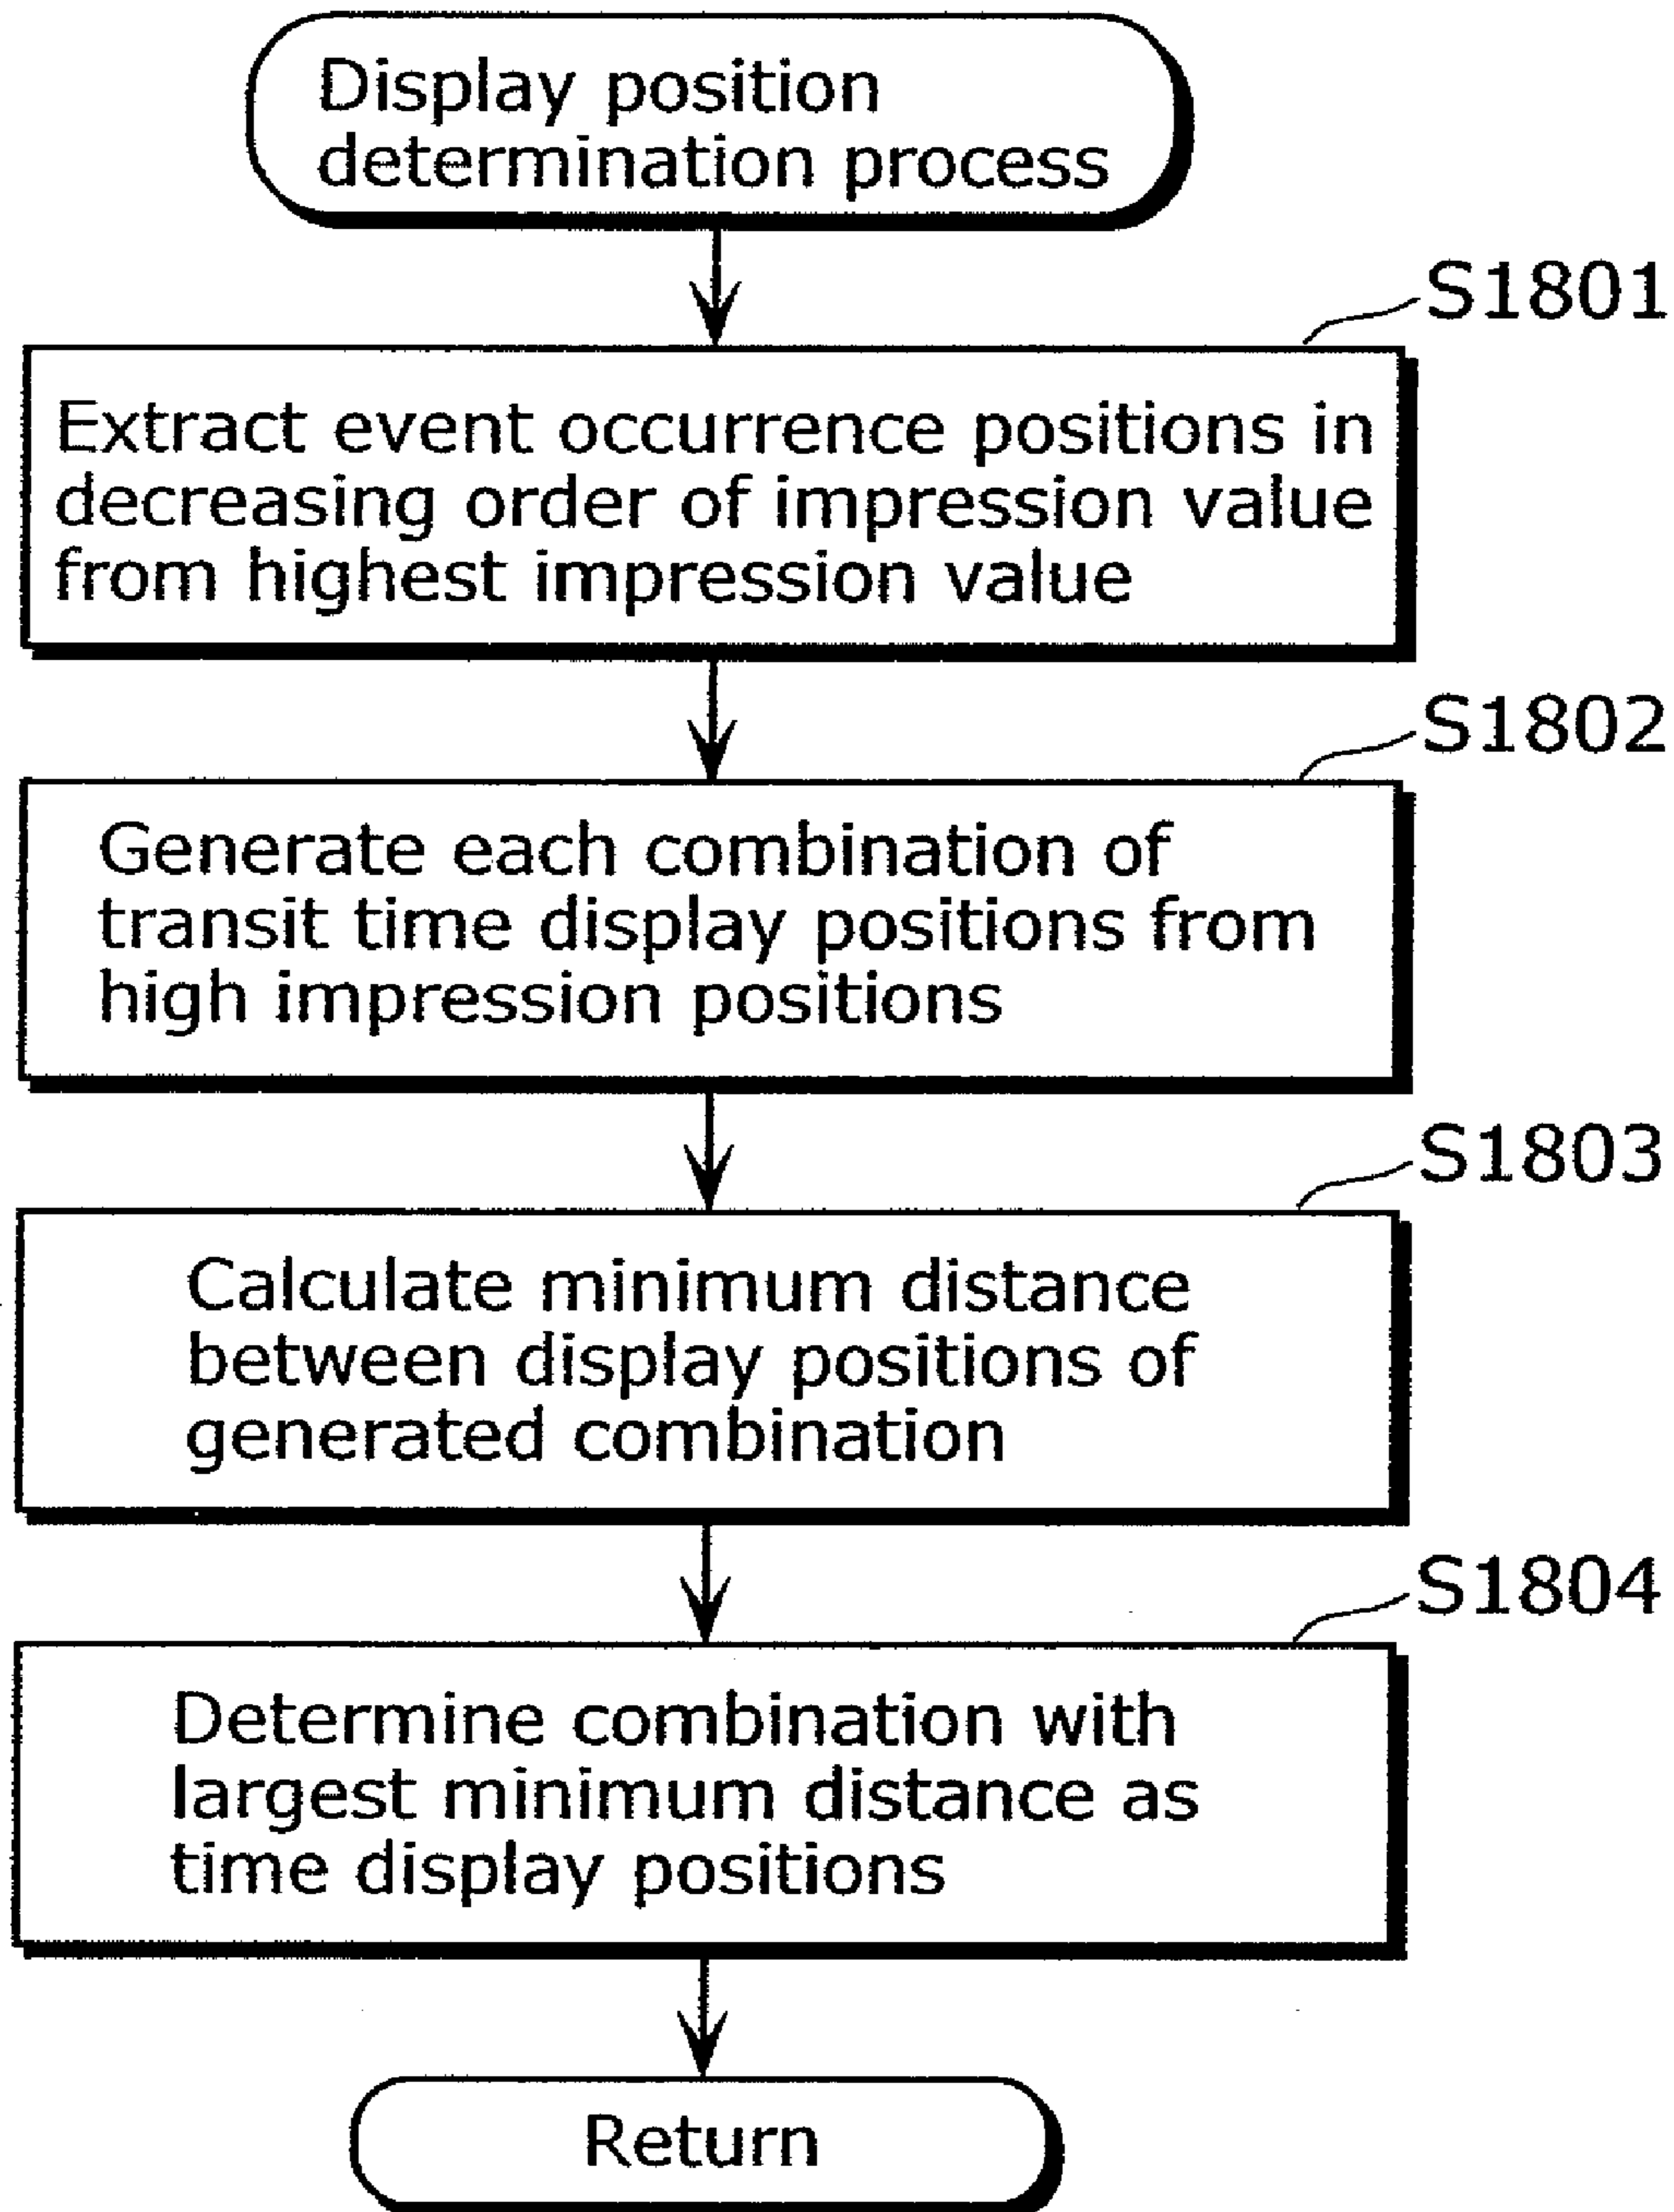 Display position
determination process
S1801
Extract event occurrence positions in
decreasing order of impression value
from highest impression value
S1802
Generate each combination of
transit time display positions from
high impression positions
S1803
Calculate minimum distance
between display positions of
generated combination
S1804
Determine combination with
largest minimum distance as
time display positions
Return